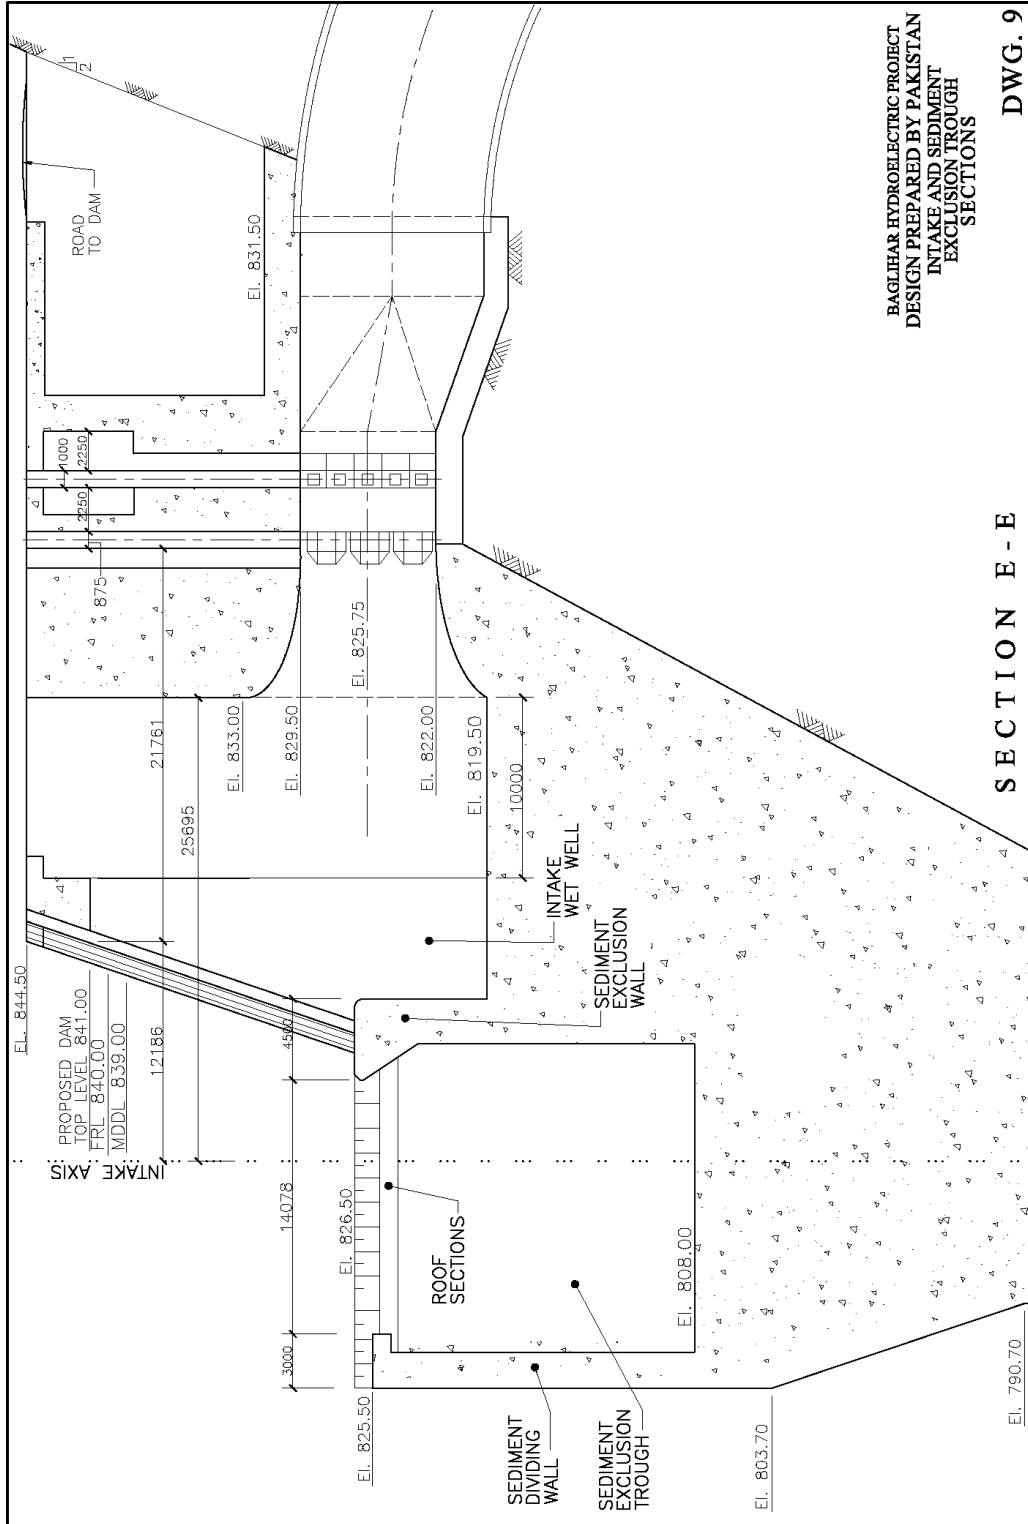 EL. 844.50
PROPOSED DAM
TOP LEVEL 841.00
FRL 840.00
MDDL 839.00
INTAKE AXIS
12186
21761
25695
875
2250
1000
2250
ROAD
TO DAM
1
2
El. 831.50
El. 833.00
El. 829.50
El. 825.75
El. 822.00
El. 819.50
10000
INTAKE
WET WELL
SEDIMENT
EXCLUSION
WALL
3000
14078
4500
El. 825.50
El. 826.50
ROOF
SECTIONS
El. 808.00
SEDIMENT
DIVIDING
WALL
SEDIMENT
EXCLUSION
TROUGH
El. 803.70
El. 790.70
SECTION E-E
BAGLIHAR HYDROELECTRIC PROJECT
DESIGN PREPARED BY PAKISTAN
INTAKE AND SEDIMENT
EXCLUSION TROUGH
SECTIONS
DWG. 9